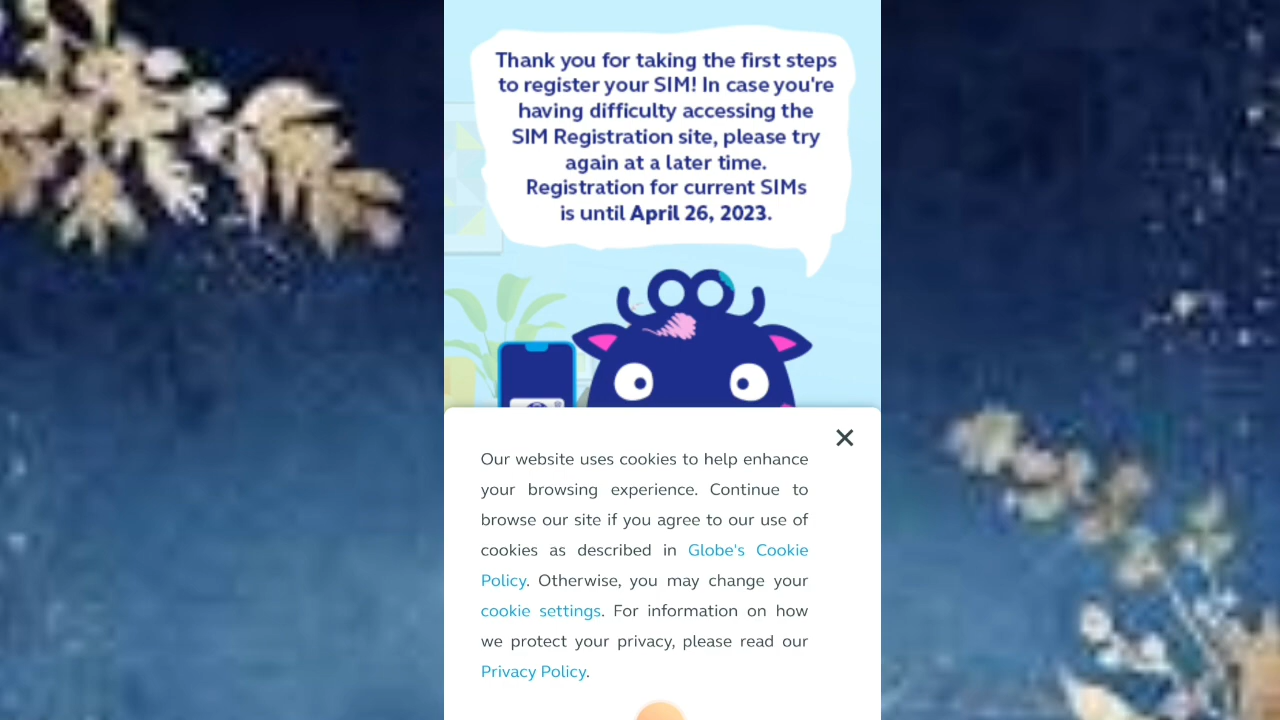 Thank you for taking the first steps
to register your SIM! In case you're
having difficulty accessing the
SIM Registration site, please try
again at a later time.
Registration for current SIMs
is until April 26, 2023.
Our website uses cookies to help enhance
your browsing experience. Continue to
browse our site if you agree to our use of
cookies as described in Globe's Cookie
Policy. Otherwise, you may change your
cookie settings. For information on how
we protect your privacy, please read our
Privacy Policy.